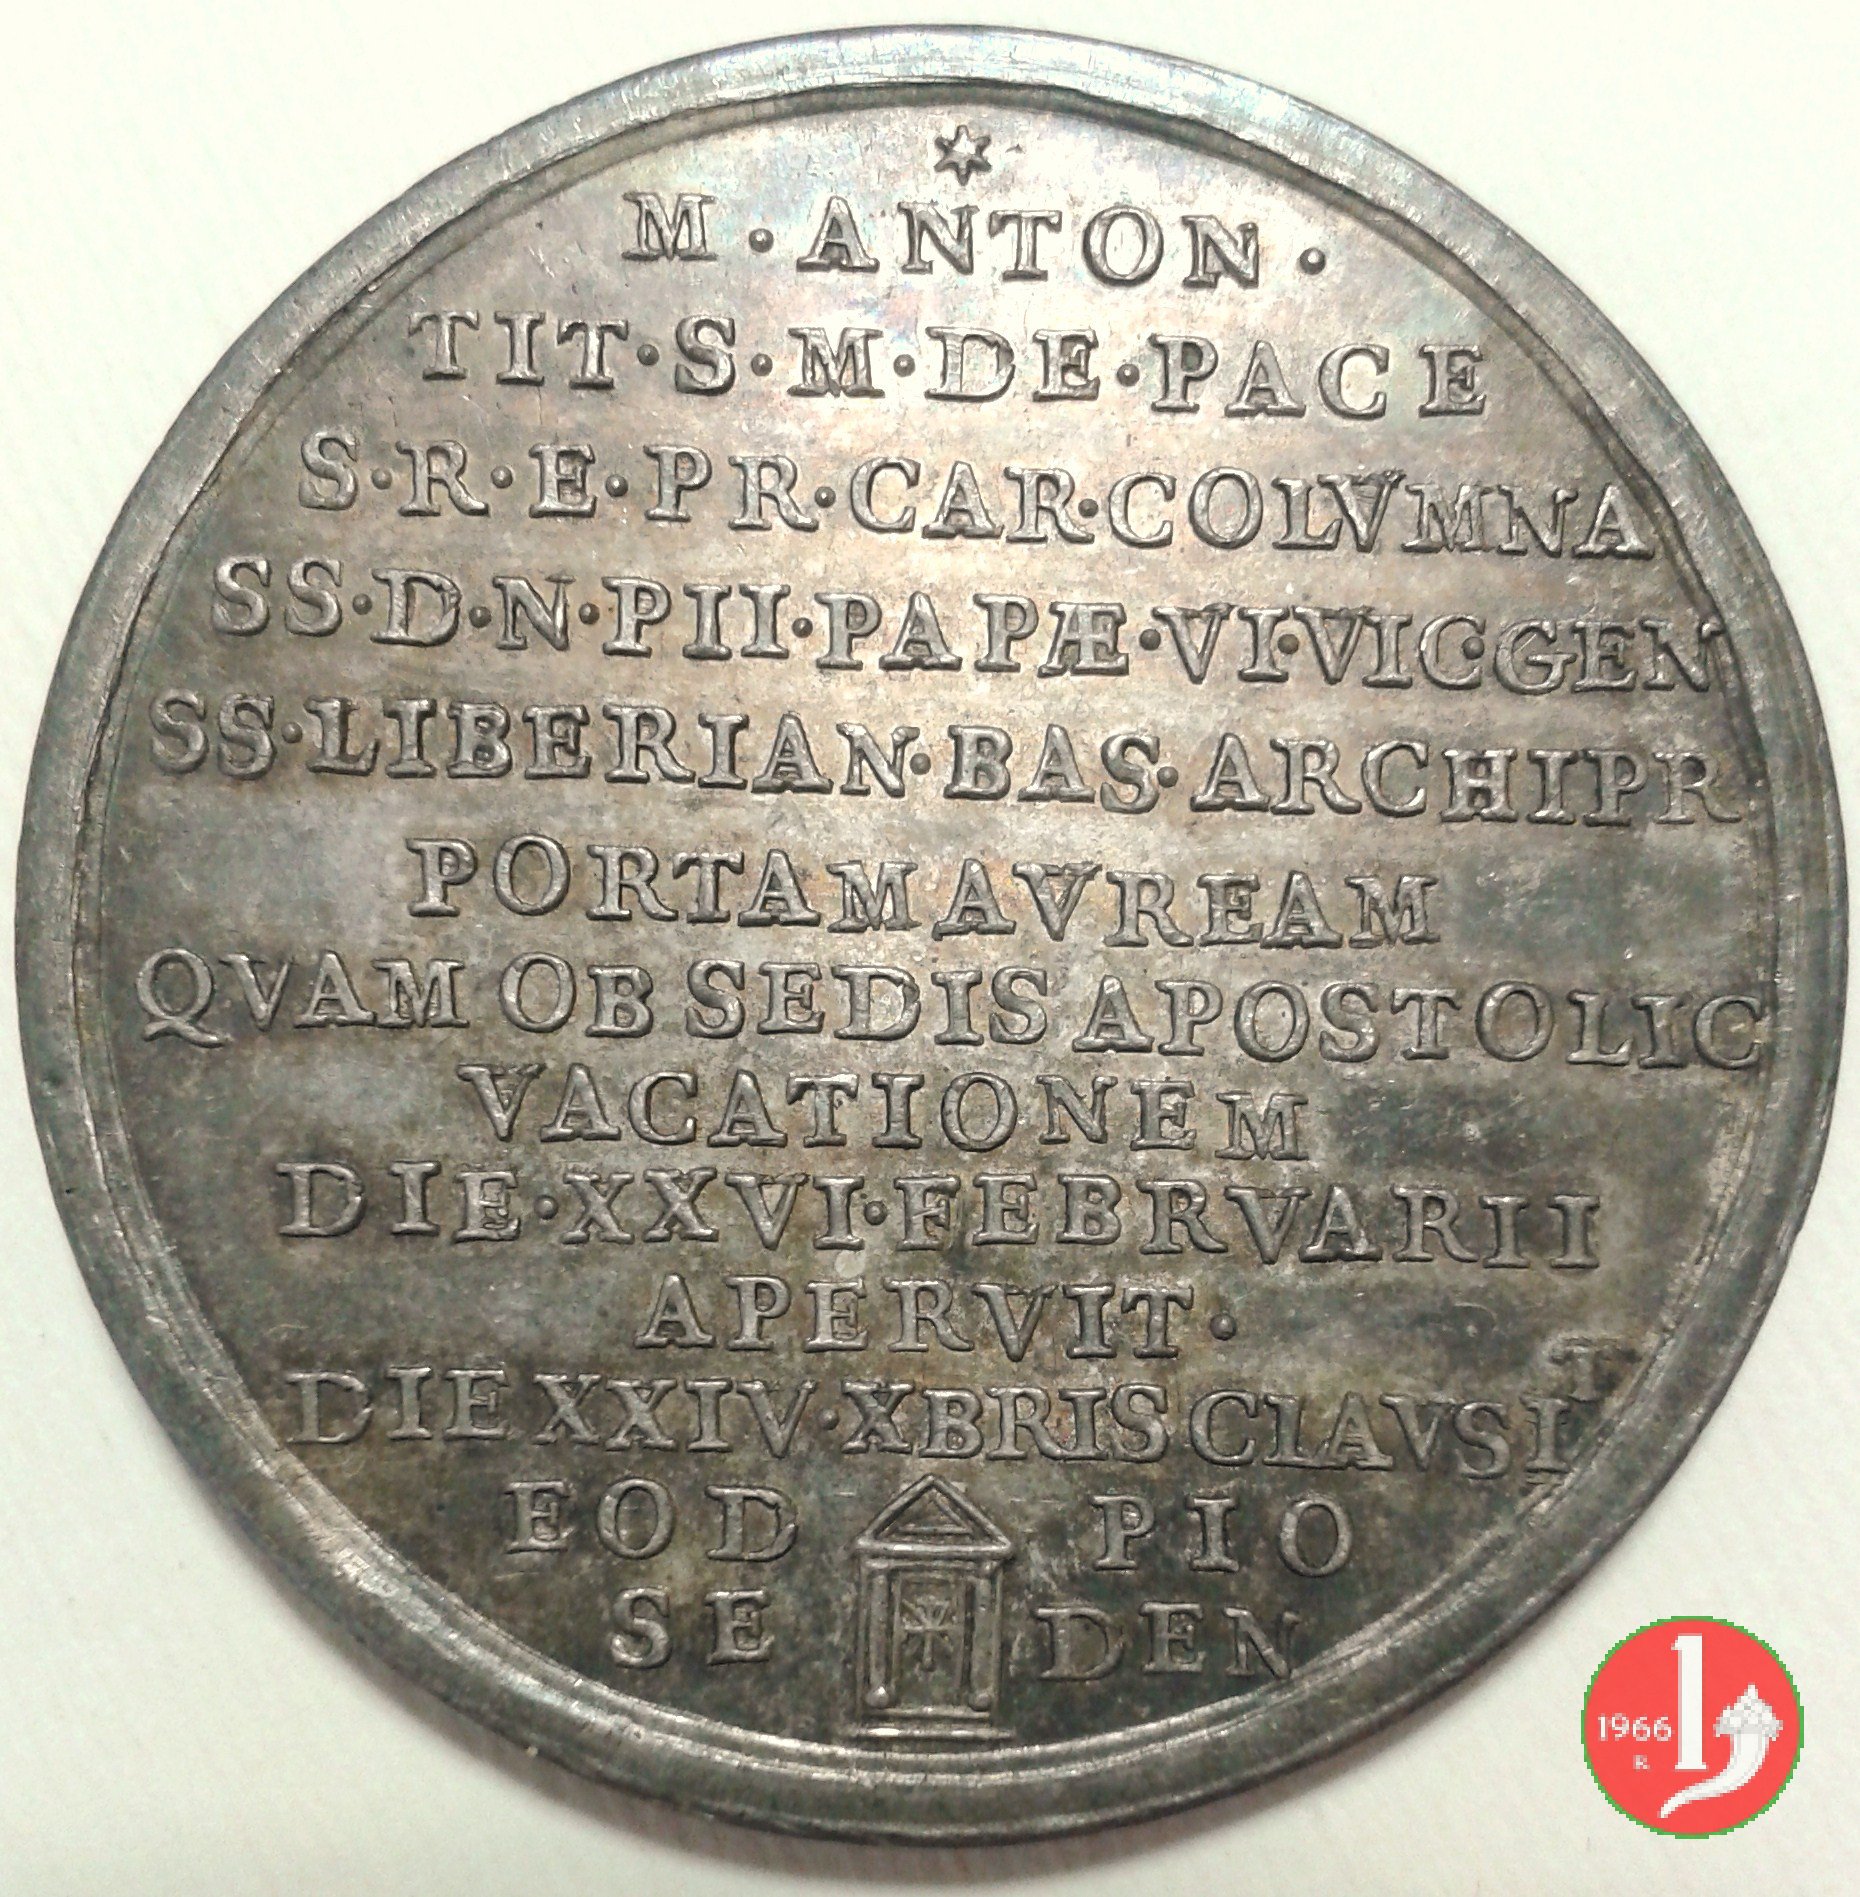 M · ANTON ·
TIT · S · M · DE · PACE
S · R · E · PR · CAR · COLVMNA
SS · D · N · PII · PAPÆ · VI · VIC · GEN
SS · LIBERIAN · BAS · ARCHIPR
PORTAM AVREAM
QVAM OB SEDIS APOSTOLIC
VACATIONEM
DIE · XXVI · FEBRVARII
APERVIT ·
DIE XXIV · XBRIS CLAVSIT
EOD PIO
SE DEN
1966
R